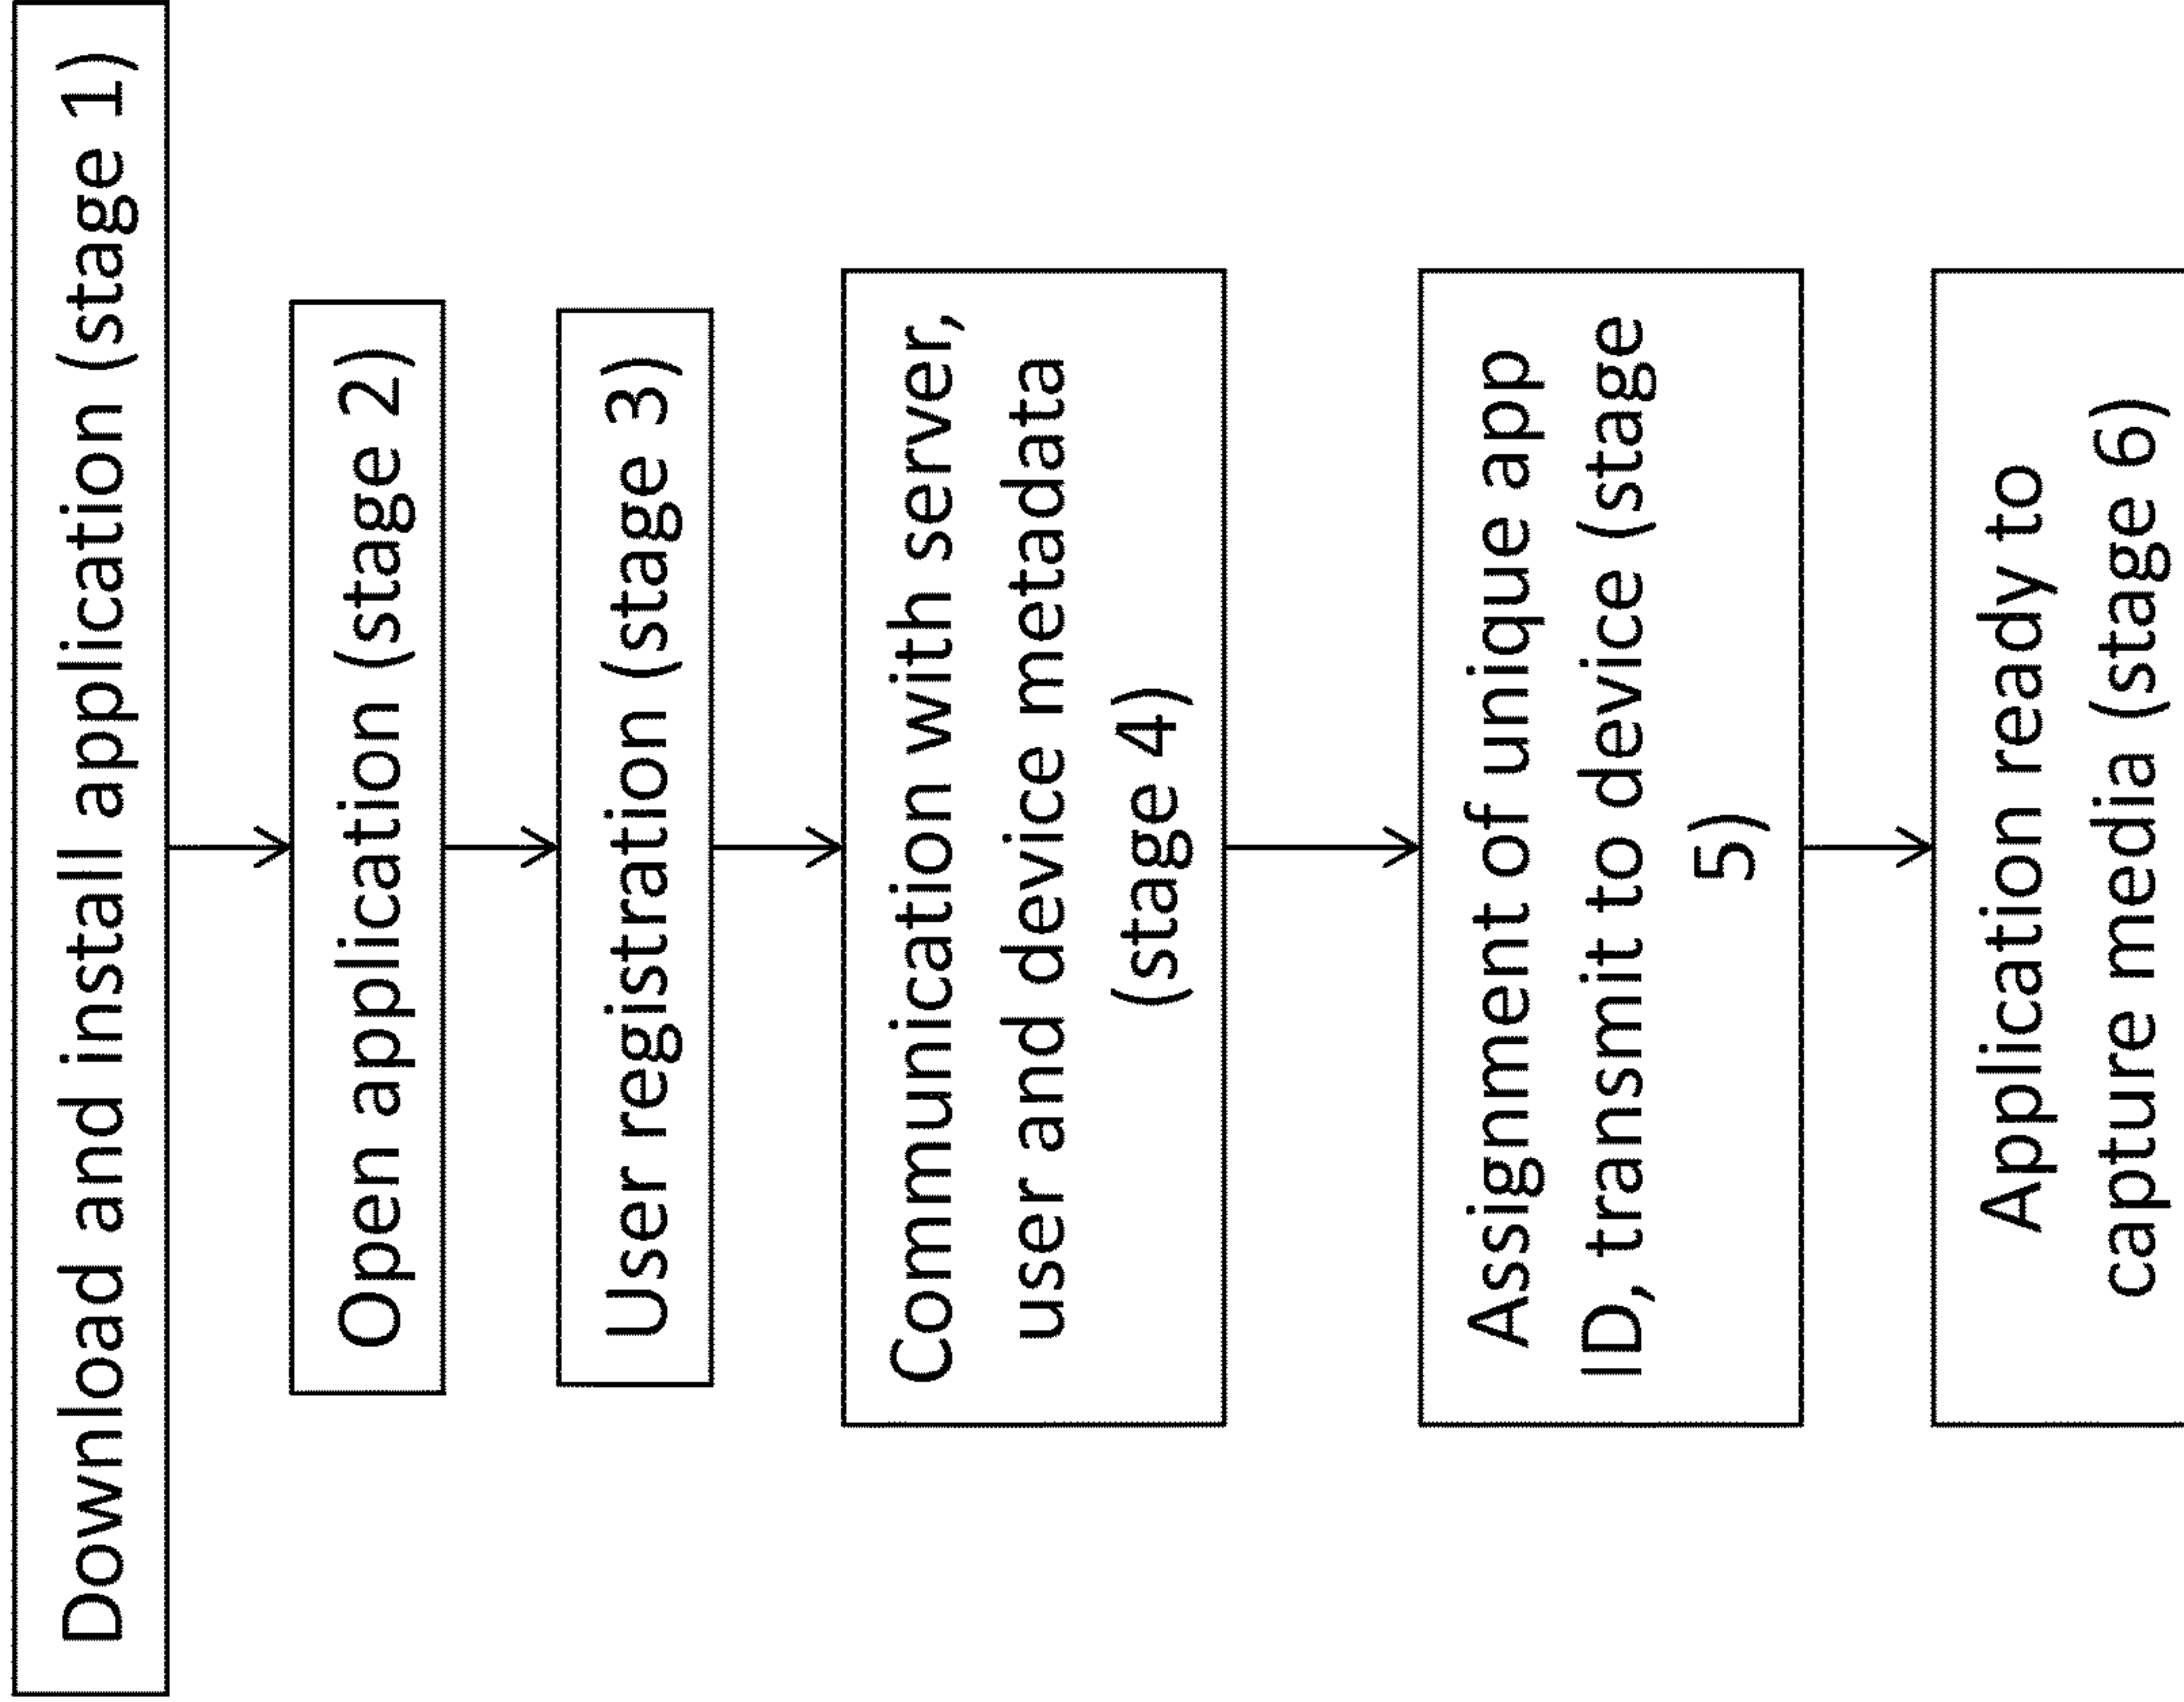 Download and install application (stage 1)
Open application (stage 2)
User registration (stage 3)
Communication with server,
user and device metadata
(stage 4)
Assignment of unique app
ID, transmit to device (stage
5)
Application ready to
capture media (stage 6)